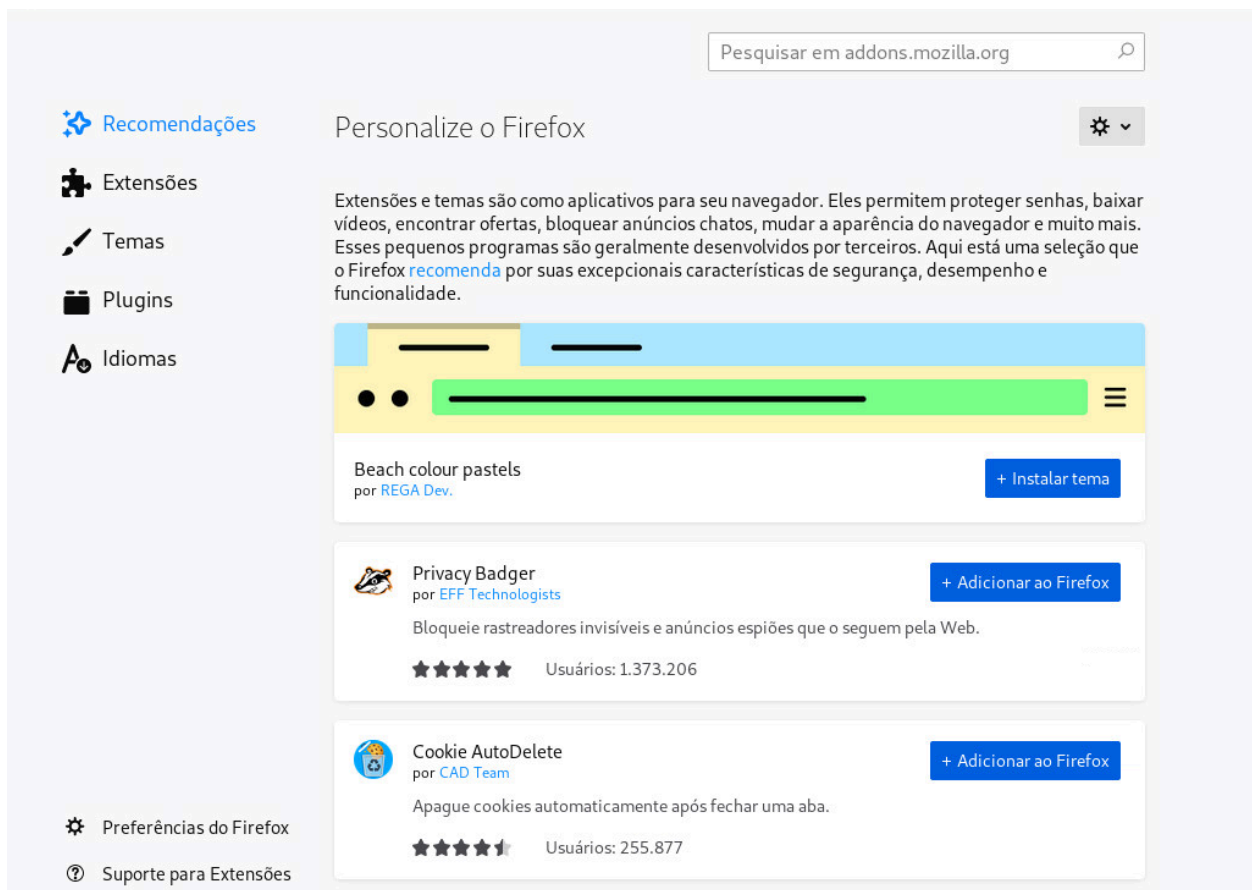 Pesquisar em addons.mozilla.org
Recomendações
Extensões
Temas
Plugins
Idiomas
Personalize o Firefox
Extensões e temas são como aplicativos para seu navegador. Eles permitem proteger senhas, baixar
vídeos, encontrar ofertas, bloquear anúncios chatos, mudar a aparência do navegador e muito mais.
Esses pequenos programas são geralmente desenvolvidos por terceiros. Aqui está uma seleção que
o Firefox recomenda por suas excepcionais características de segurança, desempenho e
funcionalidade.
Beach colour pastels
por REGA Dev.
+ Instalar tema
Privacy Badger
por EFF Technologists
+ Adicionar ao Firefox
Bloqueie rastreadores invisíveis e anúncios espiões que o seguem pela Web.
Usuários: 1.373.206
Cookie AutoDelete
por CAD Team
+ Adicionar ao Firefox
Apague cookies automaticamente após fechar uma aba.
Usuários: 255.877
Preferências do Firefox
Suporte para Extensões